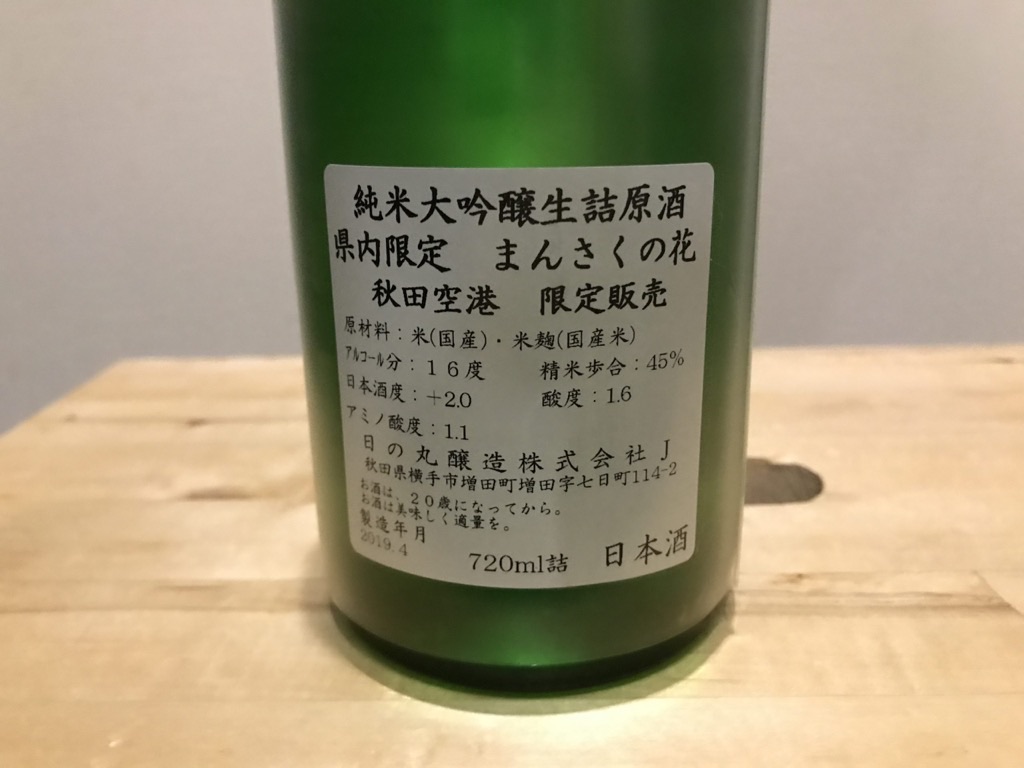 純米大吟醸生詰原酒
県内限定 まんさくの花
秋田空港 限定販売
原材料：米(国産)・米麹(国産米)
アルコール分：１６度 精米歩合：45%
日本酒度：+2.0 酸度：1.6
アミノ酸度：1.1
日の丸醸造株式会社 J
秋田県横手市増田町増田字七日町114-2
お酒は、２０歳になってから。
お酒は美味しく適量を。
製造年月
2019.4
720ml詰 日本酒